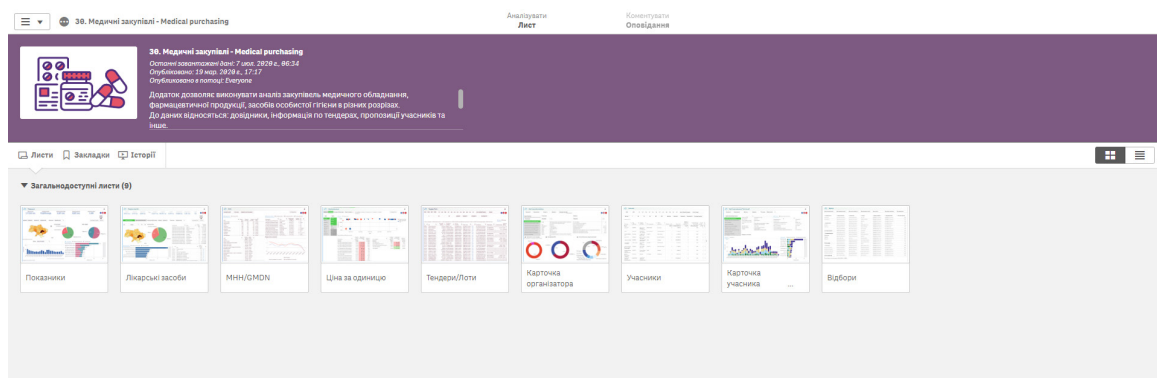 30. Медичні закупівлі - Medical purchasing
Аналізувати
Лист
Коментувати
Оповідання
30. Медичні закупівлі - Medical purchasing
Останні завантажені дані: 7 июл. 2020 г., 06:34
Опубліковано: 19 мар. 2020 г., 17:17
Опубликовано в потоці: Everyone
Додаток дозволяє виконувати аналіз закупівель медичного обладнання,
фармацевтичної продукції, засобів особистої гігієни в різних розрізах.
До даних відносяться: довідники, інформація по тендерах, пропозиції учасників та
інше.
Листи Закладки Історії
Загальнодоступні листи (9)
Показники
Лікарські засоби
МНН/GMDN
Ціна за одиницю
Тендери/Лоти
Карточка
організатора
Учасники
Карточка
учасника ...
Відбори